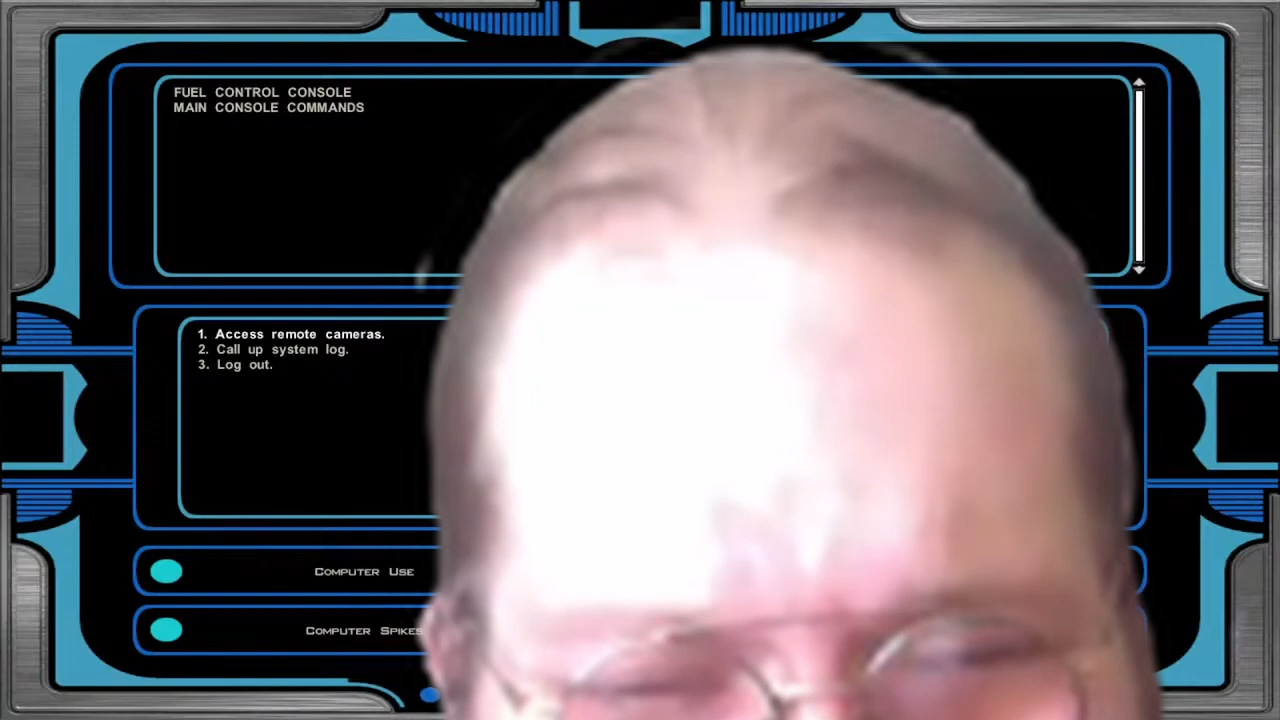 FUEL CONTROL CONSOLE
MAIN CONSOLE COMMANDS
1. Access remote cameras.
2. Call up system log.
3. Log out.
COMPUTER USE
COMPUTER SPIKES